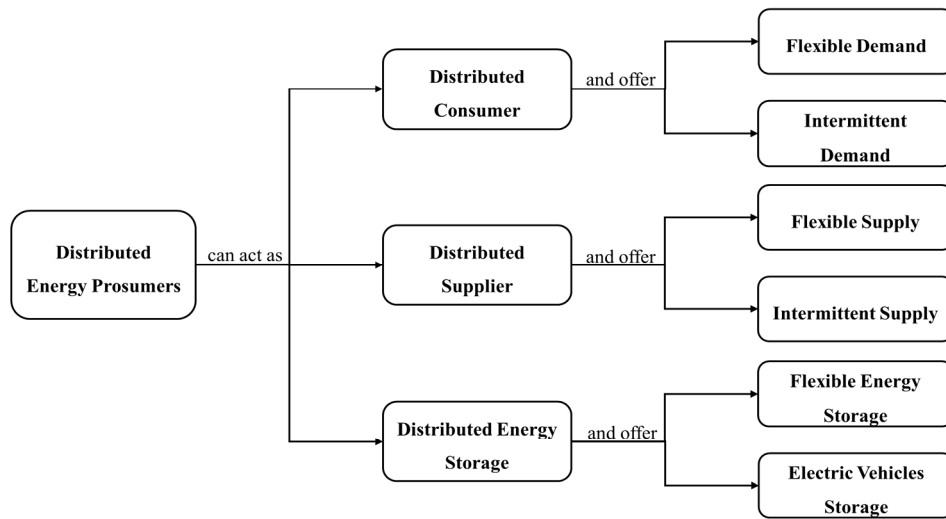 Flexible Demand
Distributed
Consumer
and offer
Intermittent
Demand
Distributed
Energy Prosumers
can act as
Distributed
Supplier
and offer
Flexible Supply
Intermittent Supply
Distributed Energy
Storage
and offer
Flexible Energy
Storage
Electric Vehicles
Storage